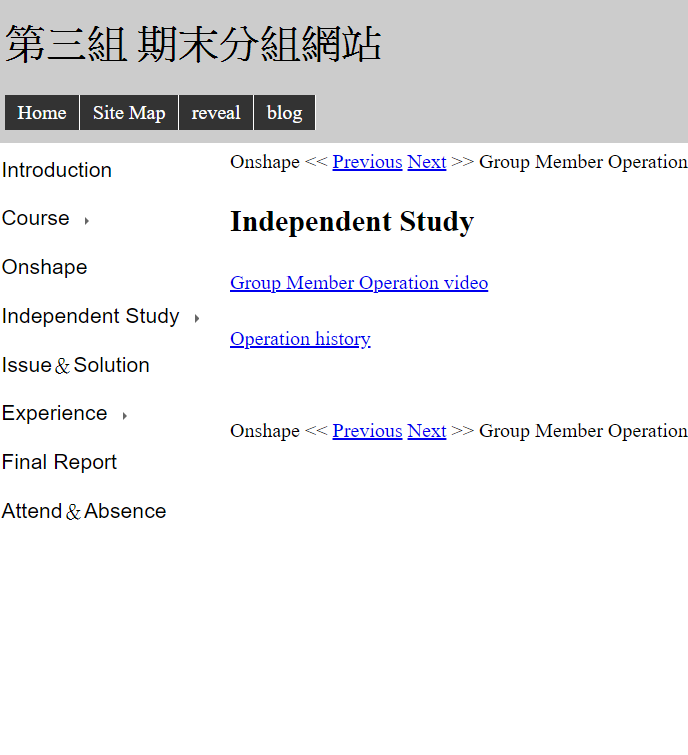 第三組 期末分組網站
Home Site Map reveal blog
Introduction
Course
Onshape
Independent Study
Issue＆Solution
Experience
Final Report
Attend＆Absence
Onshape << Previous Next >> Group Member Operation
Independent Study
Group Member Operation video
Operation history
Onshape << Previous Next >> Group Member Operation